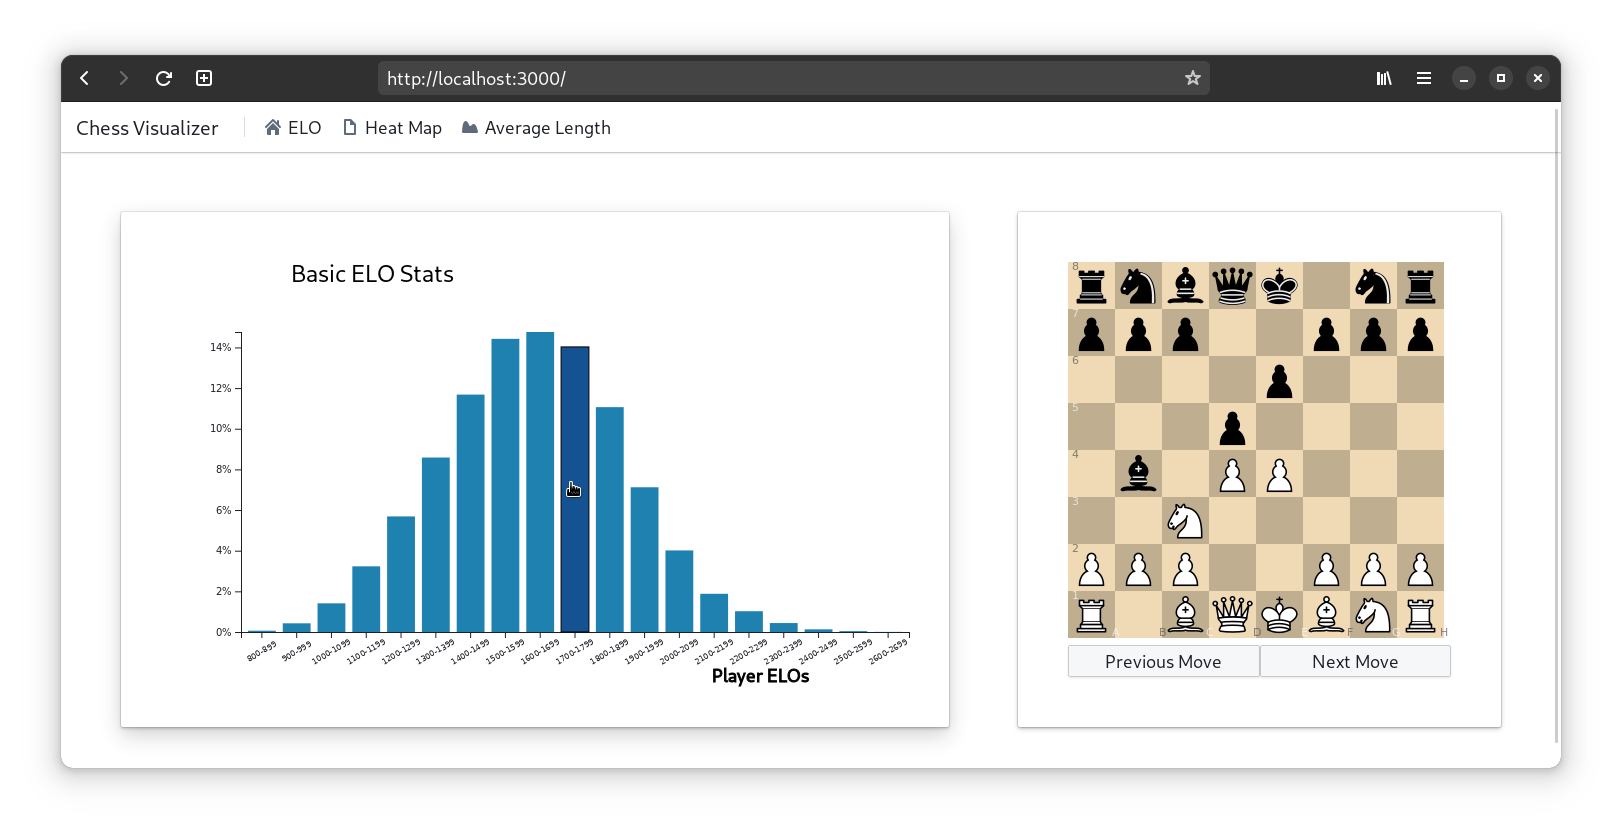 http://localhost:3000/
Chess Visualizer ELO Heat Map Average Length
Basic ELO Stats
14%
12%
10%
8%
6%
4%
2%
0%
800-899 900-999 1000-1099 1100-1199 1200-1299 1300-1399 1400-1499 1500-1599 1600-1699 1700-1799 1800-1899 1900-1999 2000-2099 2100-2199 2200-2299 2300-2399 2400-2499 2500-2599 2600-2699
Player ELOs
8
7
6
5
4
3
2
1
A B C D E F G H
Previous Move Next Move